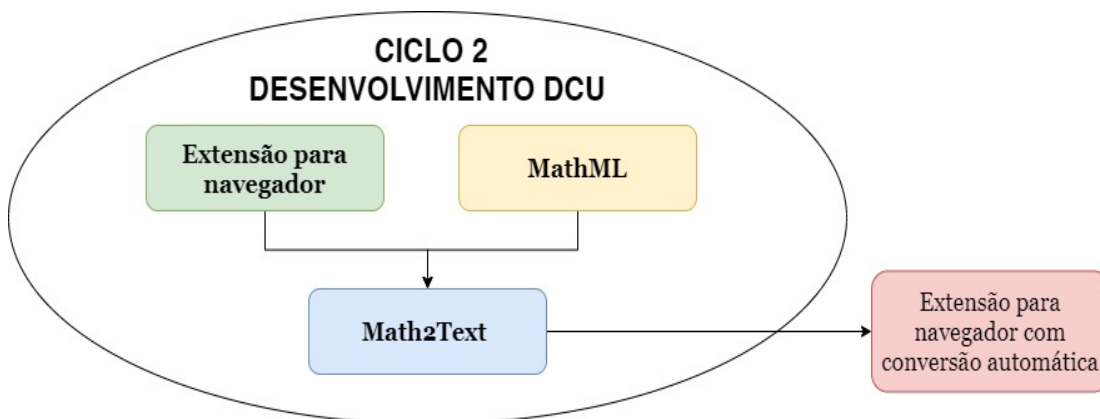 CICLO 2
DESENVOLVIMENTO DCU
Extensão para
navegador
MathML
Math2Text
Extensão para
navegador com
conversão automática